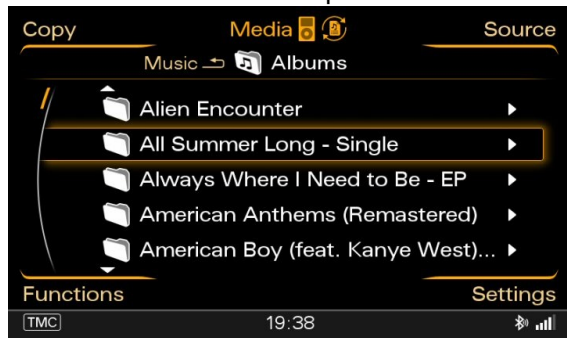 Copy Media Source
Music Albums
Alien Encounter
All Summer Long - Single
Always Where I Need to Be - EP
American Anthems (Remastered)
American Boy (feat. Kanye West)...
Functions Settings
TMC 19:38